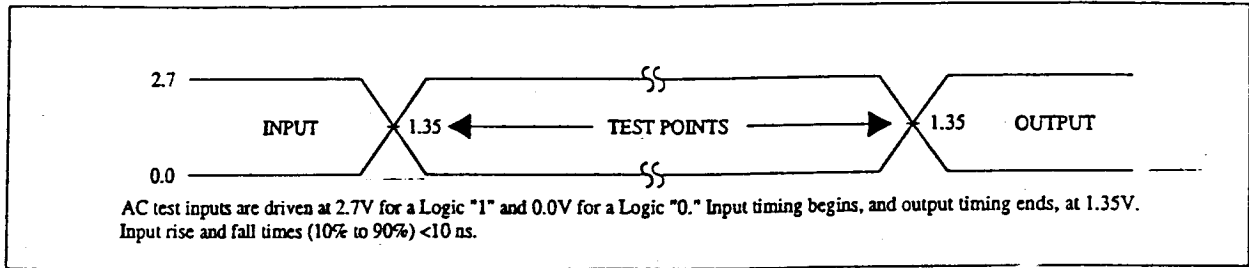 2.7
INPUT 1.35 TEST POINTS 1.35 OUTPUT
0.0
AC test inputs are driven at 2.7V for a Logic "1" and 0.0V for a Logic "0." Input timing begins, and output timing ends, at 1.35V.
Input rise and fall times (10% to 90%) <10 ns.